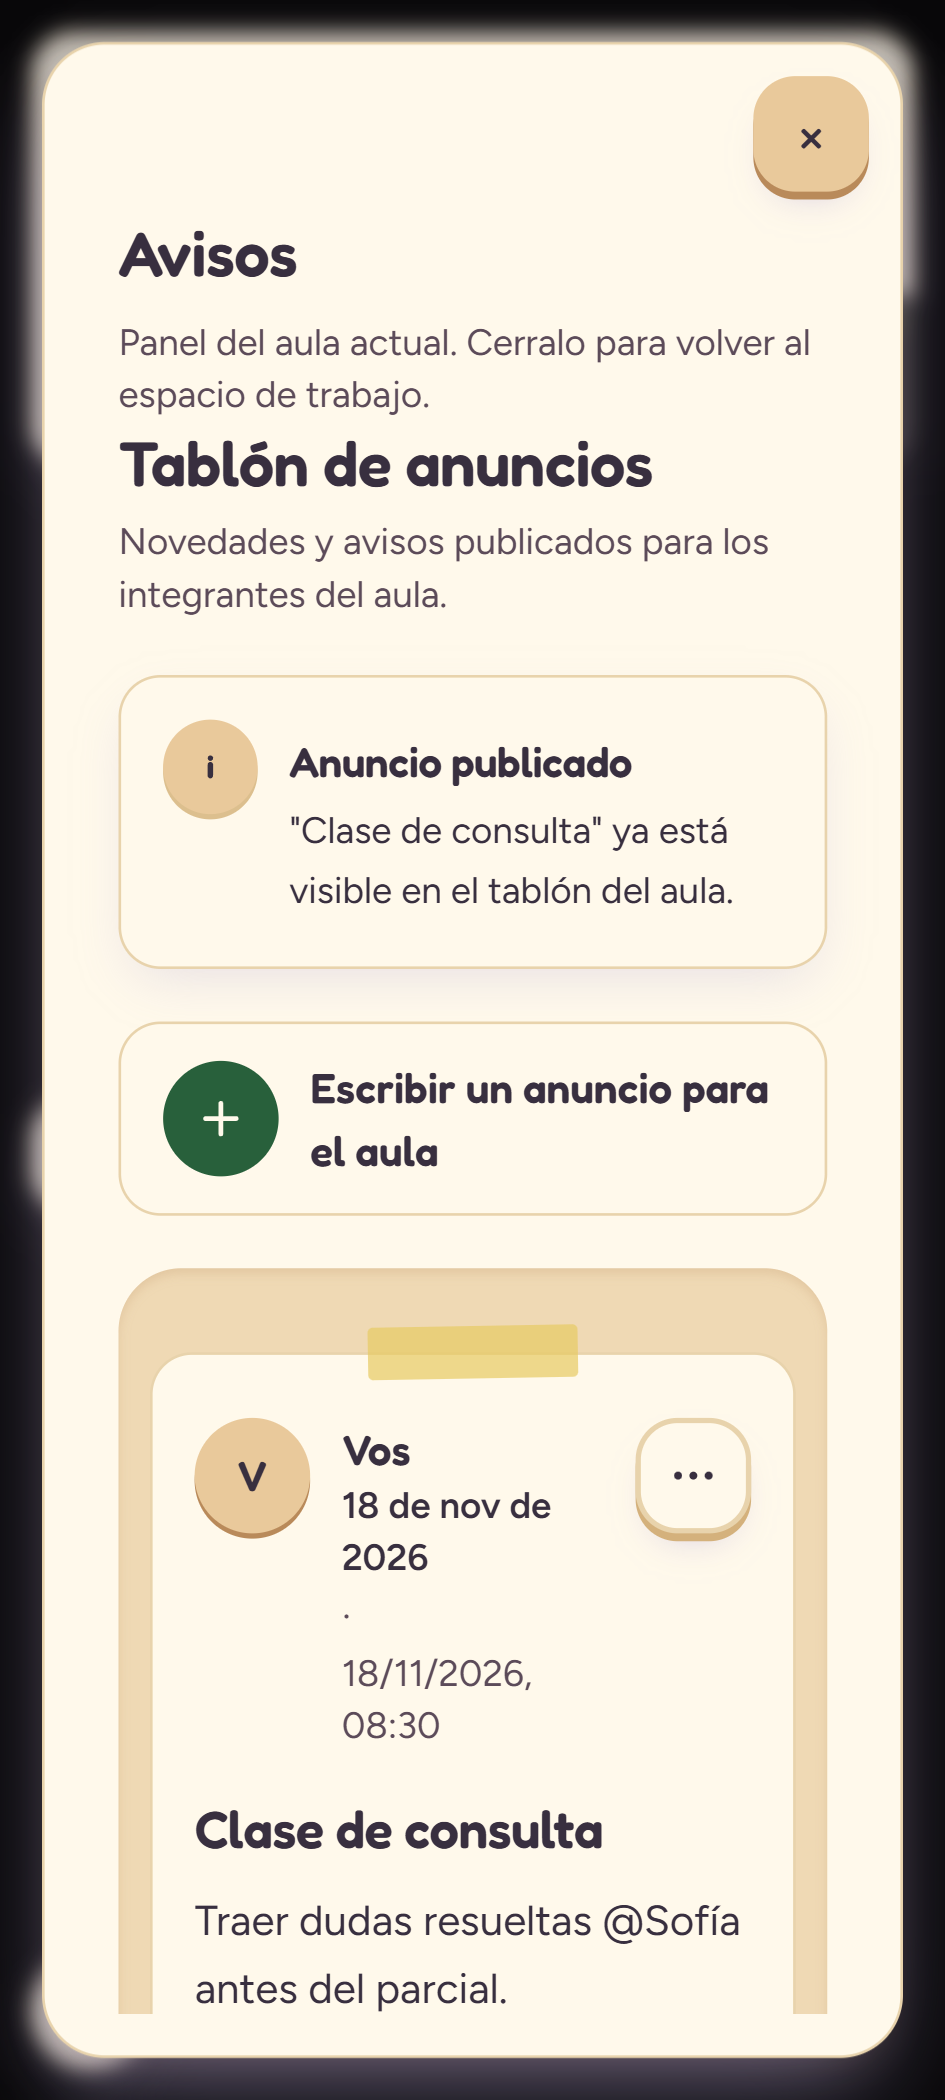 ×
Avisos
Panel del aula actual. Cerralo para volver al
espacio de trabajo.
Tablón de anuncios
Novedades y avisos publicados para los
integrantes del aula.
i
Anuncio publicado
"Clase de consulta" ya está
visible en el tablón del aula.
+
Escribir un anuncio para
el aula
V
Vos
...
18 de nov de
2026
·
18/11/2026,
08:30
Clase de consulta
Traer dudas resueltas @Sofía
antes del parcial.